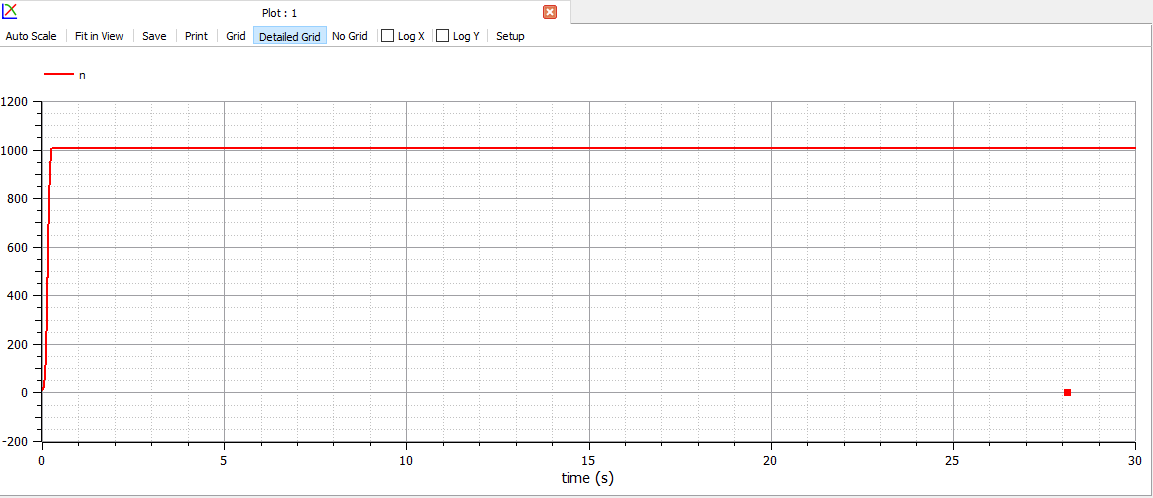 Plot : 1
Auto Scale Fit in View Save Print Grid Detailed Grid No Grid Log X Log Y Setup
n
1200
1000
800
600
400
200
0
-200
0 5 10 15 20 25 30
time (s)